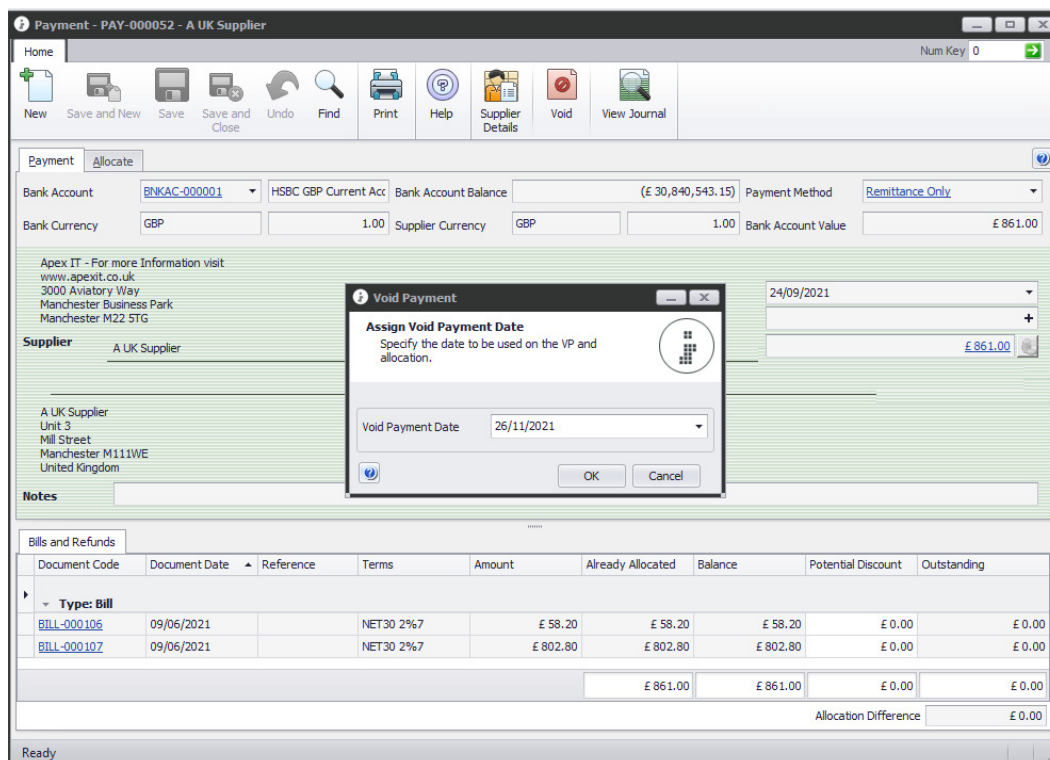 Payment - PAY-000052 - A UK Supplier
Home
Num Key 0
New Save and New Save Save and Close Undo Find Print Help Supplier Details Void View Journal
Payment Allocate
Bank Account BNKAC-000001 HSBC GBP Current Acc Bank Account Balance (£ 30,840,543.15) Payment Method Remittance Only
Bank Currency GBP 1.00 Supplier Currency GBP 1.00 Bank Account Value £ 861.00
Apex IT - For more Information visit
www.apexit.co.uk
3000 Aviatory Way
Manchester Business Park
Manchester M22 5TG
24/09/2021
Supplier A UK Supplier
£ 861.00
A UK Supplier
Unit 3
Mill Street
Manchester M111WE
United Kingdom
Notes
Void Payment
Assign Void Payment Date
Specify the date to be used on the VP and
allocation.
Void Payment Date 26/11/2021
OK Cancel
Bills and Refunds
Document Code Document Date Reference Terms Amount Already Allocated Balance Potential Discount Outstanding
Type: Bill
BILL-000106 09/06/2021 NET30 2%7 £ 58.20 £ 58.20 £ 58.20 £ 0.00 £ 0.00
BILL-000107 09/06/2021 NET30 2%7 £ 802.80 £ 802.80 £ 802.80 £ 0.00 £ 0.00
£ 861.00 £ 861.00 £ 0.00 £ 0.00
Allocation Difference £ 0.00
Ready